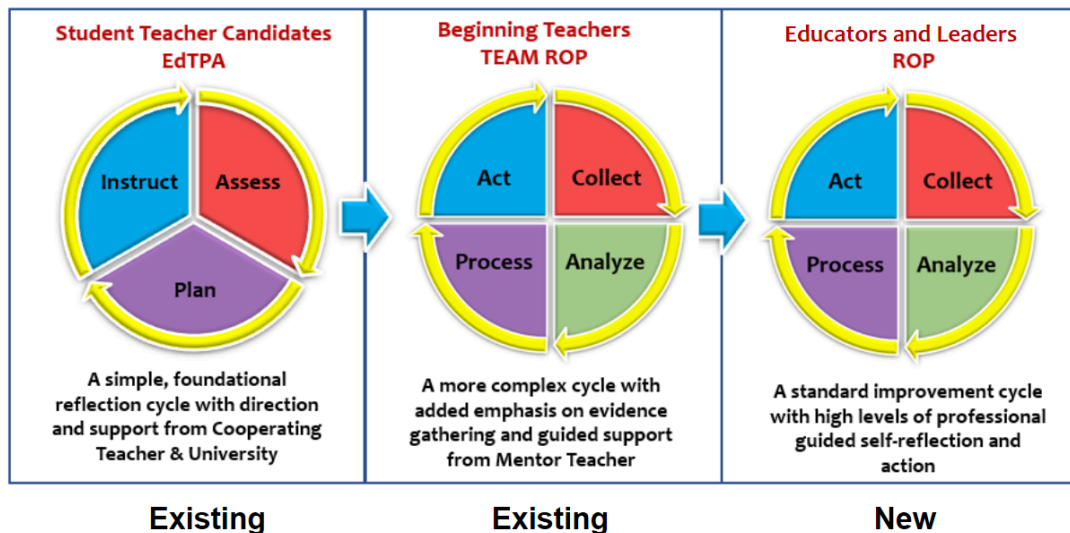 Student Teacher Candidates
EdTPA
Instruct
Assess
Plan
A simple, foundational
reflection cycle with direction
and support from Cooperating
Teacher & University
Existing
Beginning Teachers
TEAM ROP
Act
Collect
Process
Analyze
A more complex cycle with
added emphasis on evidence
gathering and guided support
from Mentor Teacher
Existing
Educators and Leaders
ROP
Act
Collect
Process
Analyze
A standard improvement cycle
with high levels of professional
guided self-reflection and
action
New